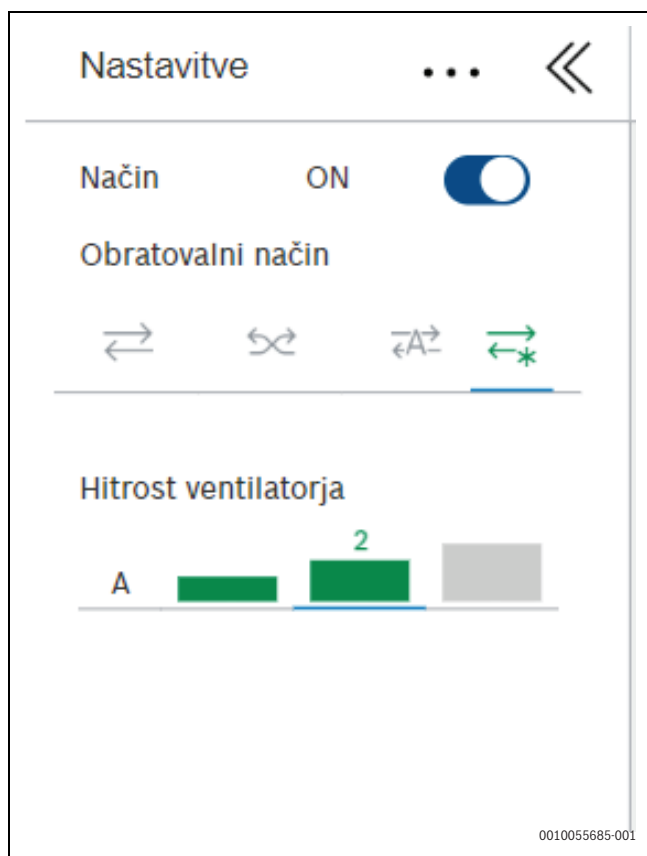 Nastavitve ...
Način ON
Obratovalni način
A
Hitrost ventilatorja
2
A
0010055685-001